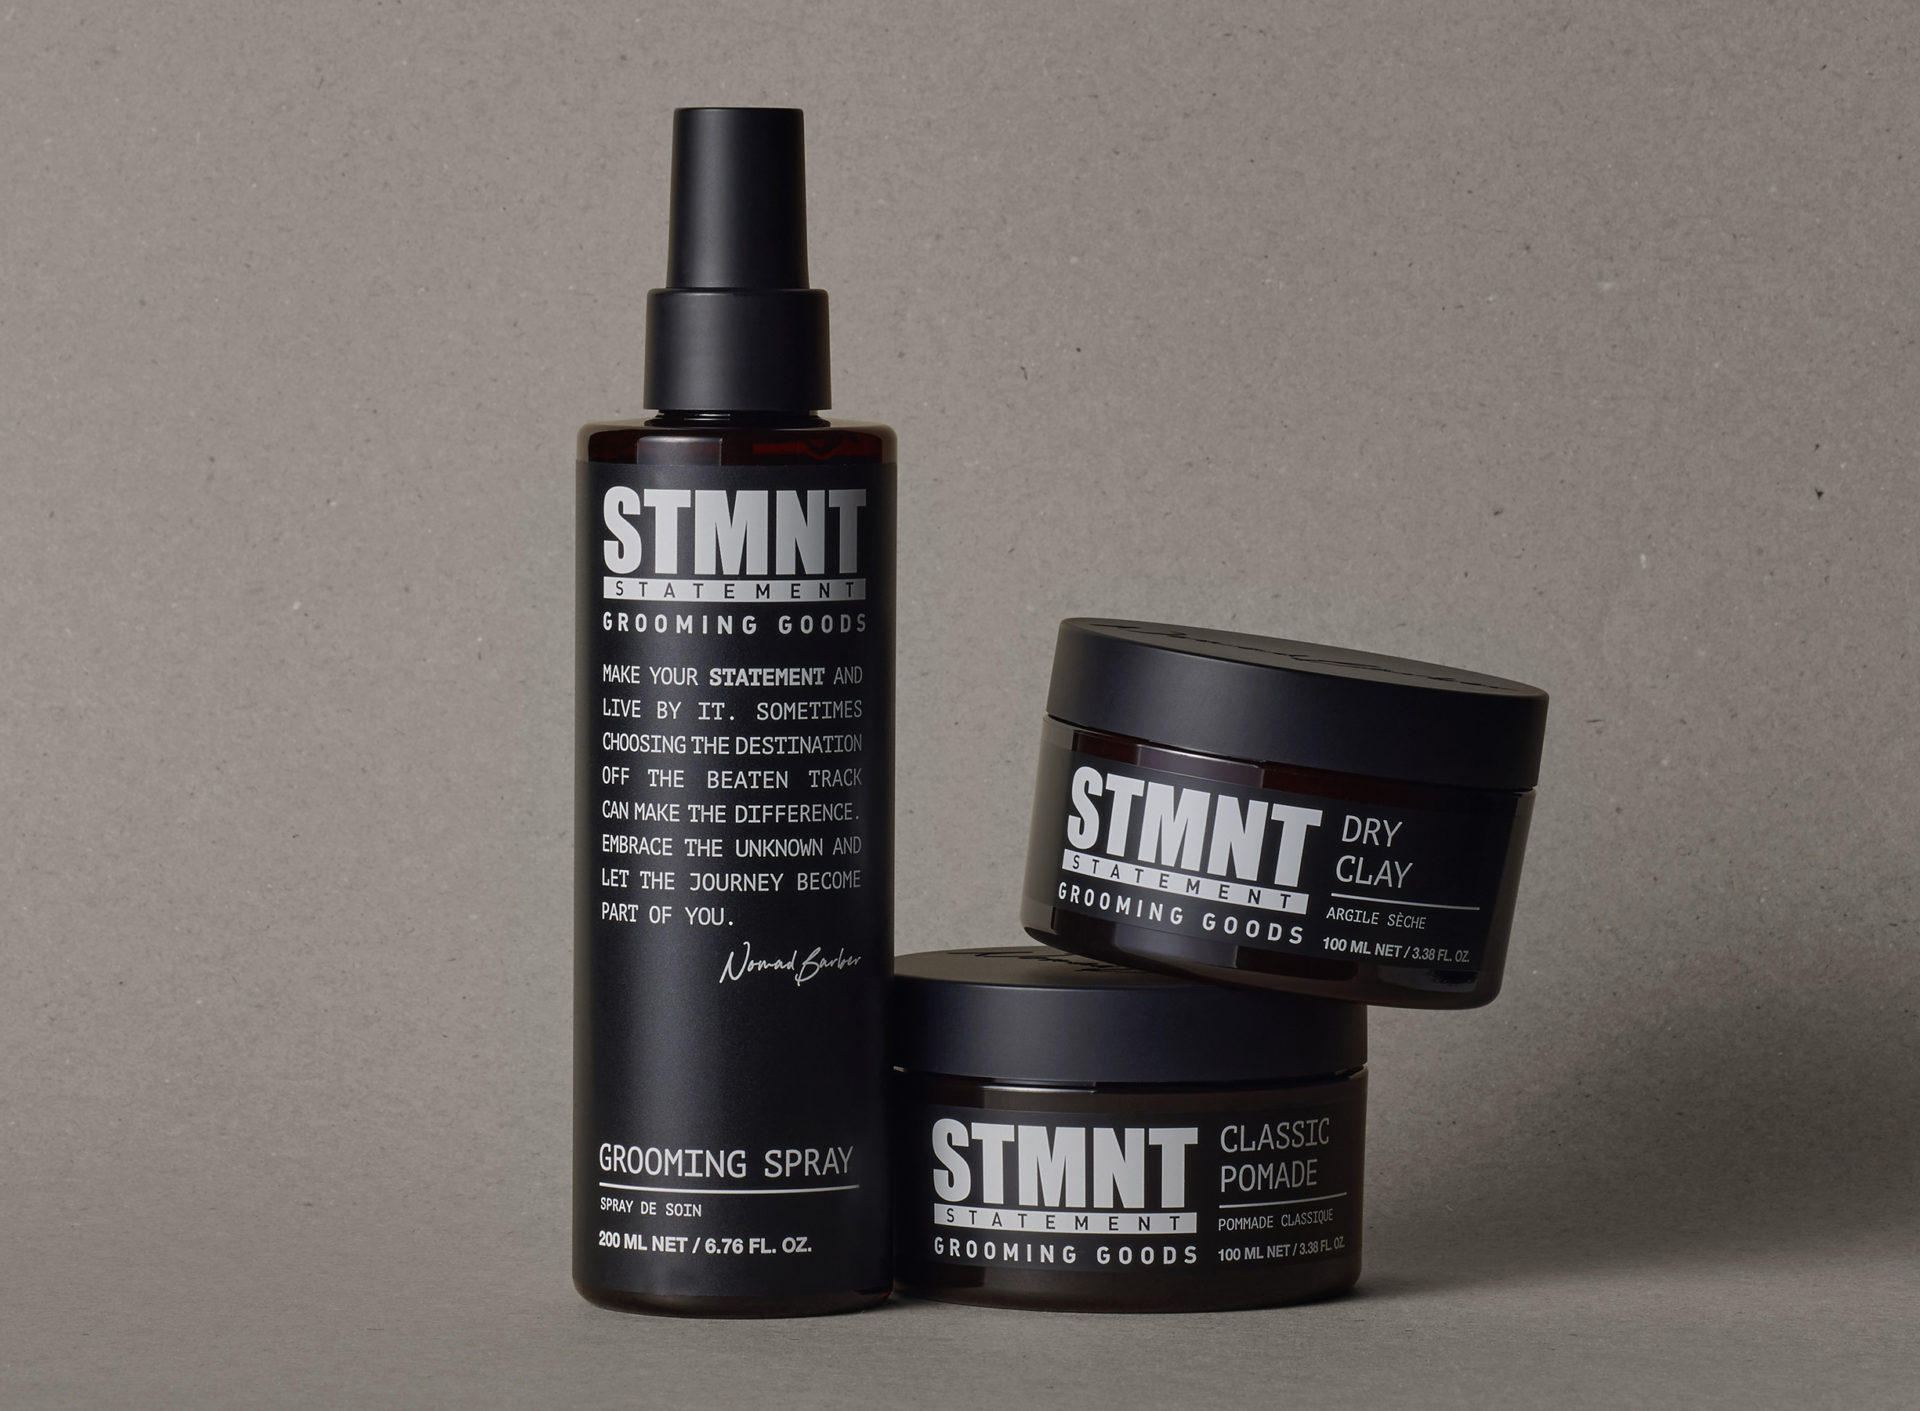 STMNT
STATEMENT
GROOMING GOODS
MAKE YOUR STATEMENT AND
LIVE BY IT. SOMETIMES
CHOOSING THE DESTINATION
OFF THE BEATEN TRACK
CAN MAKE THE DIFFERENCE.
EMBRACE THE UNKNOWN AND
LET THE JOURNEY BECOME
PART OF YOU.
Nomad Barber
GROOMING SPRAY
SPRAY DE SOIN
200 ML NET / 6.76 FL. OZ.
STMNT
STATEMENT
GROOMING GOODS
DRY
CLAY
ARGILE SÈCHE
100 ML NET / 3.38 FL. OZ.
STMNT
STATEMENT
GROOMING GOODS
CLASSIC
POMADE
POMMADE CLASSIQUE
100 ML NET / 3.38 FL. OZ.